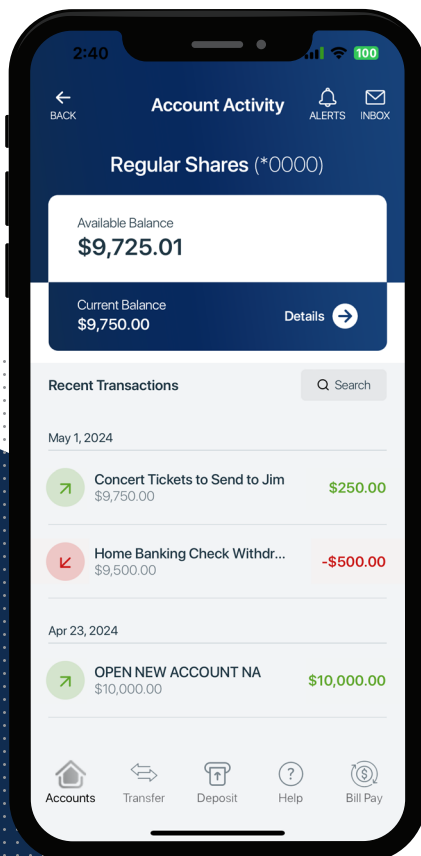 2:40
100
BACK
Account Activity
ALERTS
INBOX
Regular Shares (*0000)
Available Balance
$9,725.01
Current Balance
$9,750.00
Details
Recent Transactions
Search
May 1, 2024
Concert Tickets to Send to Jim
$9,750.00
$250.00
Home Banking Check Withdr...
$9,500.00
-$500.00
Apr 23, 2024
OPEN NEW ACCOUNT NA
$10,000.00
$10,000.00
Accounts
Transfer
Deposit
Help
Bill Pay